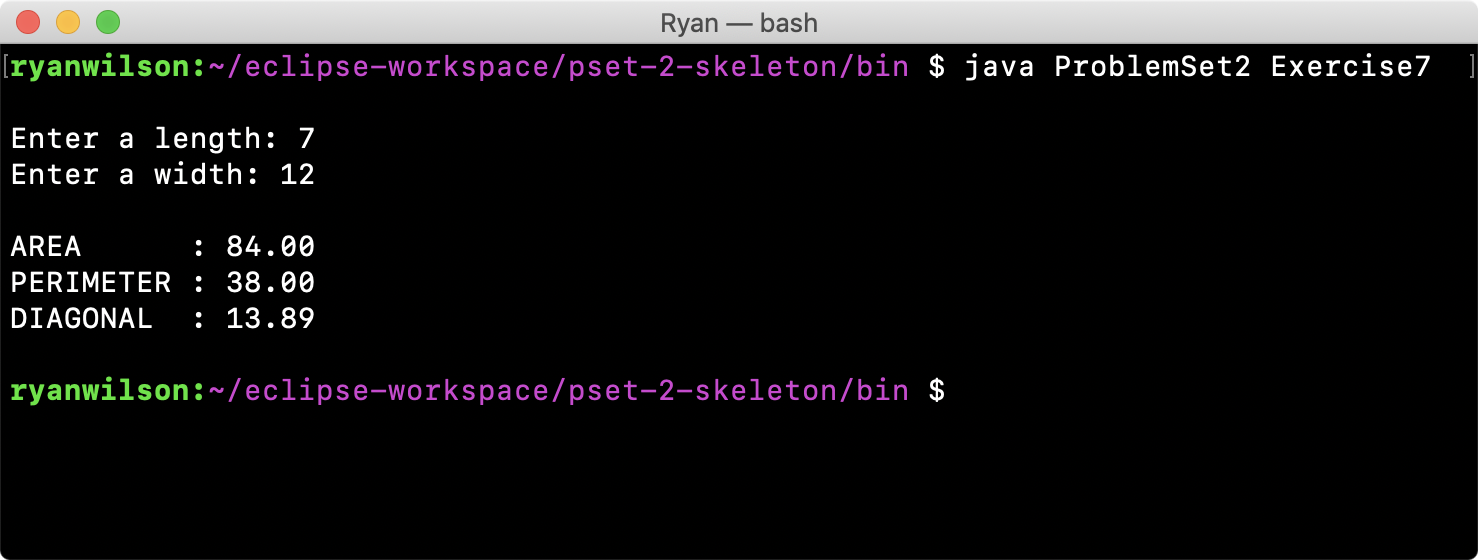 Ryan — bash
[ryanwilson:~/eclipse-workspace/pset-2-skeleton/bin $ java ProblemSet2 Exercise7 ]
Enter a length: 7
Enter a width: 12
AREA      : 84.00
PERIMETER : 38.00
DIAGONAL  : 13.89
ryanwilson:~/eclipse-workspace/pset-2-skeleton/bin $